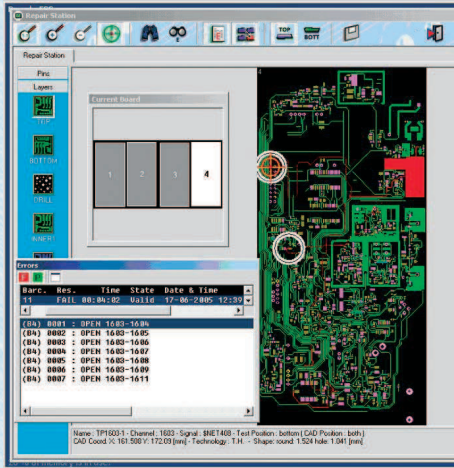 Repair Station
TOP
BOTT
Repair Station
Pins
Layers
TOP
BOTTOM
DRILL
INNER1
Current Board
1
2
3
4
4
Errors
Barc. Res. Time State Date & Time
11 FAIL 00:04:02 Valid 17-06-2005 12:39
(B4) 0001 : OPEN 1603-1604
(B4) 0002 : OPEN 1603-1605
(B4) 0003 : OPEN 1603-1606
(B4) 0004 : OPEN 1603-1607
(B4) 0005 : OPEN 1603-1608
(B4) 0006 : OPEN 1603-1609
(B4) 0007 : OPEN 1603-1611
Name : TP1603-1 - Channel : 1603 - Signal : $NET408 - Test Position : bottom ( CAD Position : both )
CAD Coord. X: 161.508 Y: 172.09 [mm] - Technology : T.H. - Shape: round: 1.524 hole: 1.041 [mm]